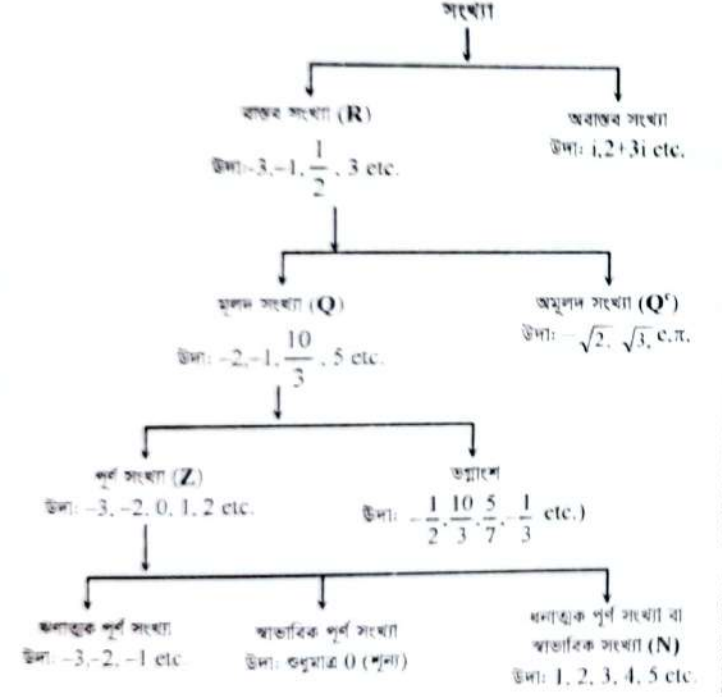 সংখ্যা
বাস্তব সংখ্যা (R)
উদা: -3, -1, 1/2, 3 etc.
অবাস্তব সংখ্যা
উদা: i, 2+3i etc.
মূলদ সংখ্যা (Q)
উদা: -2, -1, 10/3, 5 etc.
অমূলদ সংখ্যা (Qᶜ)
উদা: -√2, √3, e, π,
পূর্ণ সংখ্যা (Z)
উদা: -3, -2, 0, 1, 2 etc.
ভগ্নাংশ
উদা: -1/2, 10/3, 5/7, -1/3 etc.)
পূর্ণ সংখ্যা
উদা: -3, -2, -1 etc
স্বাভাবিক পূর্ণ সংখ্যা
উদা: শুধুমাত্র 0 (শূন্য)
ধনাত্মক পূর্ণ সংখ্যা বা
স্বাভাবিক সংখ্যা (N)
উদা: 1, 2, 3, 4, 5 etc.